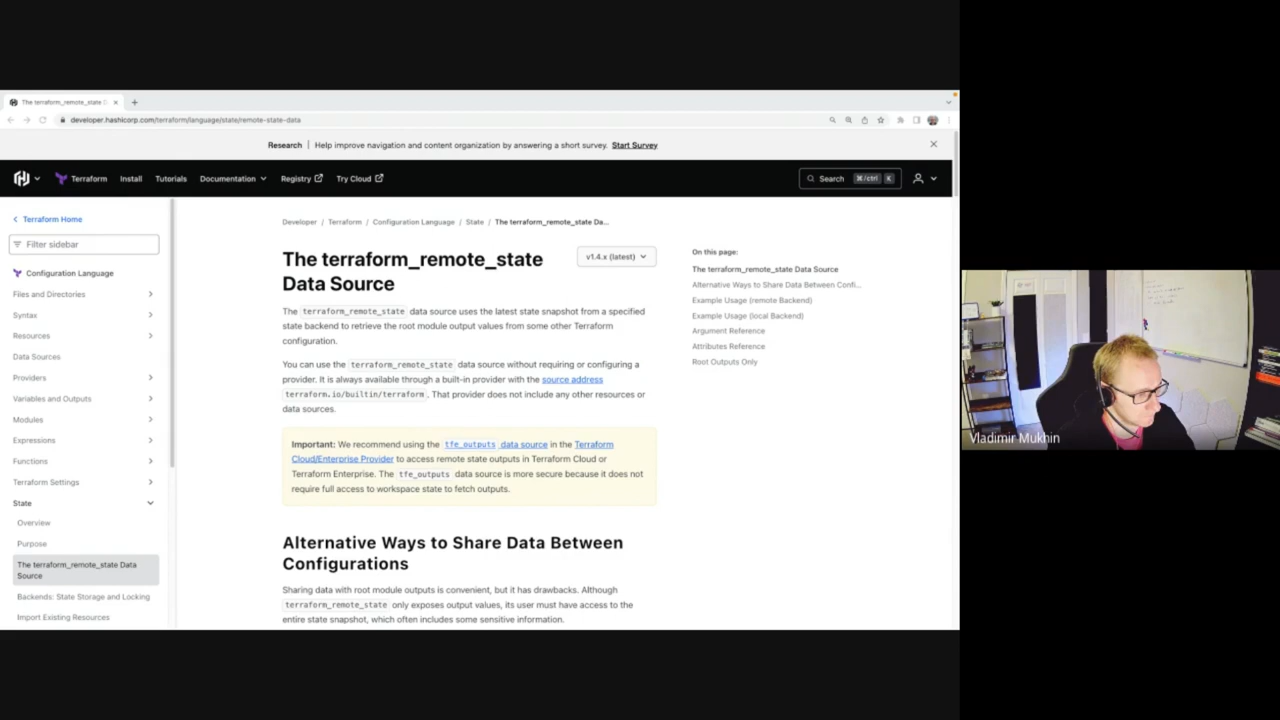 The terraform_remote_state D
developer.hashicorp.com/terraform/language/state/remote-state-data
Research | Help improve navigation and content organization by answering a short survey. Start Survey
Terraform Install Tutorials Documentation Registry Try Cloud Search ⌘/ctrl K
Terraform Home
Filter sidebar
Configuration Language
Files and Directories
Syntax
Resources
Data Sources
Providers
Variables and Outputs
Modules
Expressions
Functions
Terraform Settings
State
Overview
Purpose
The terraform_remote_state Data
Source
Backends: State Storage and Locking
Import Existing Resources
Developer / Terraform / Configuration Language / State / The terraform_remote_state Da...
The terraform_remote_state
Data Source
v1.4.x (latest)
The terraform_remote_state data source uses the latest state snapshot from a specified
state backend to retrieve the root module output values from some other Terraform
configuration.
You can use the terraform_remote_state data source without requiring or configuring a
provider. It is always available through a built-in provider with the source address
terraform.io/builtin/terraform. That provider does not include any other resources or
data sources.
Important: We recommend using the tfe_outputs data source in the Terraform
Cloud/Enterprise Provider to access remote state outputs in Terraform Cloud or
Terraform Enterprise. The tfe_outputs data source is more secure because it does not
require full access to workspace state to fetch outputs.
Alternative Ways to Share Data Between
Configurations
Sharing data with root module outputs is convenient, but it has drawbacks. Although
terraform_remote_state only exposes output values, its user must have access to the
entire state snapshot, which often includes some sensitive information.
On this page:
The terraform_remote_state Data Source
Alternative Ways to Share Data Between Confi...
Example Usage (remote Backend)
Example Usage (local Backend)
Argument Reference
Attributes Reference
Root Outputs Only
Vladimir Mukhin